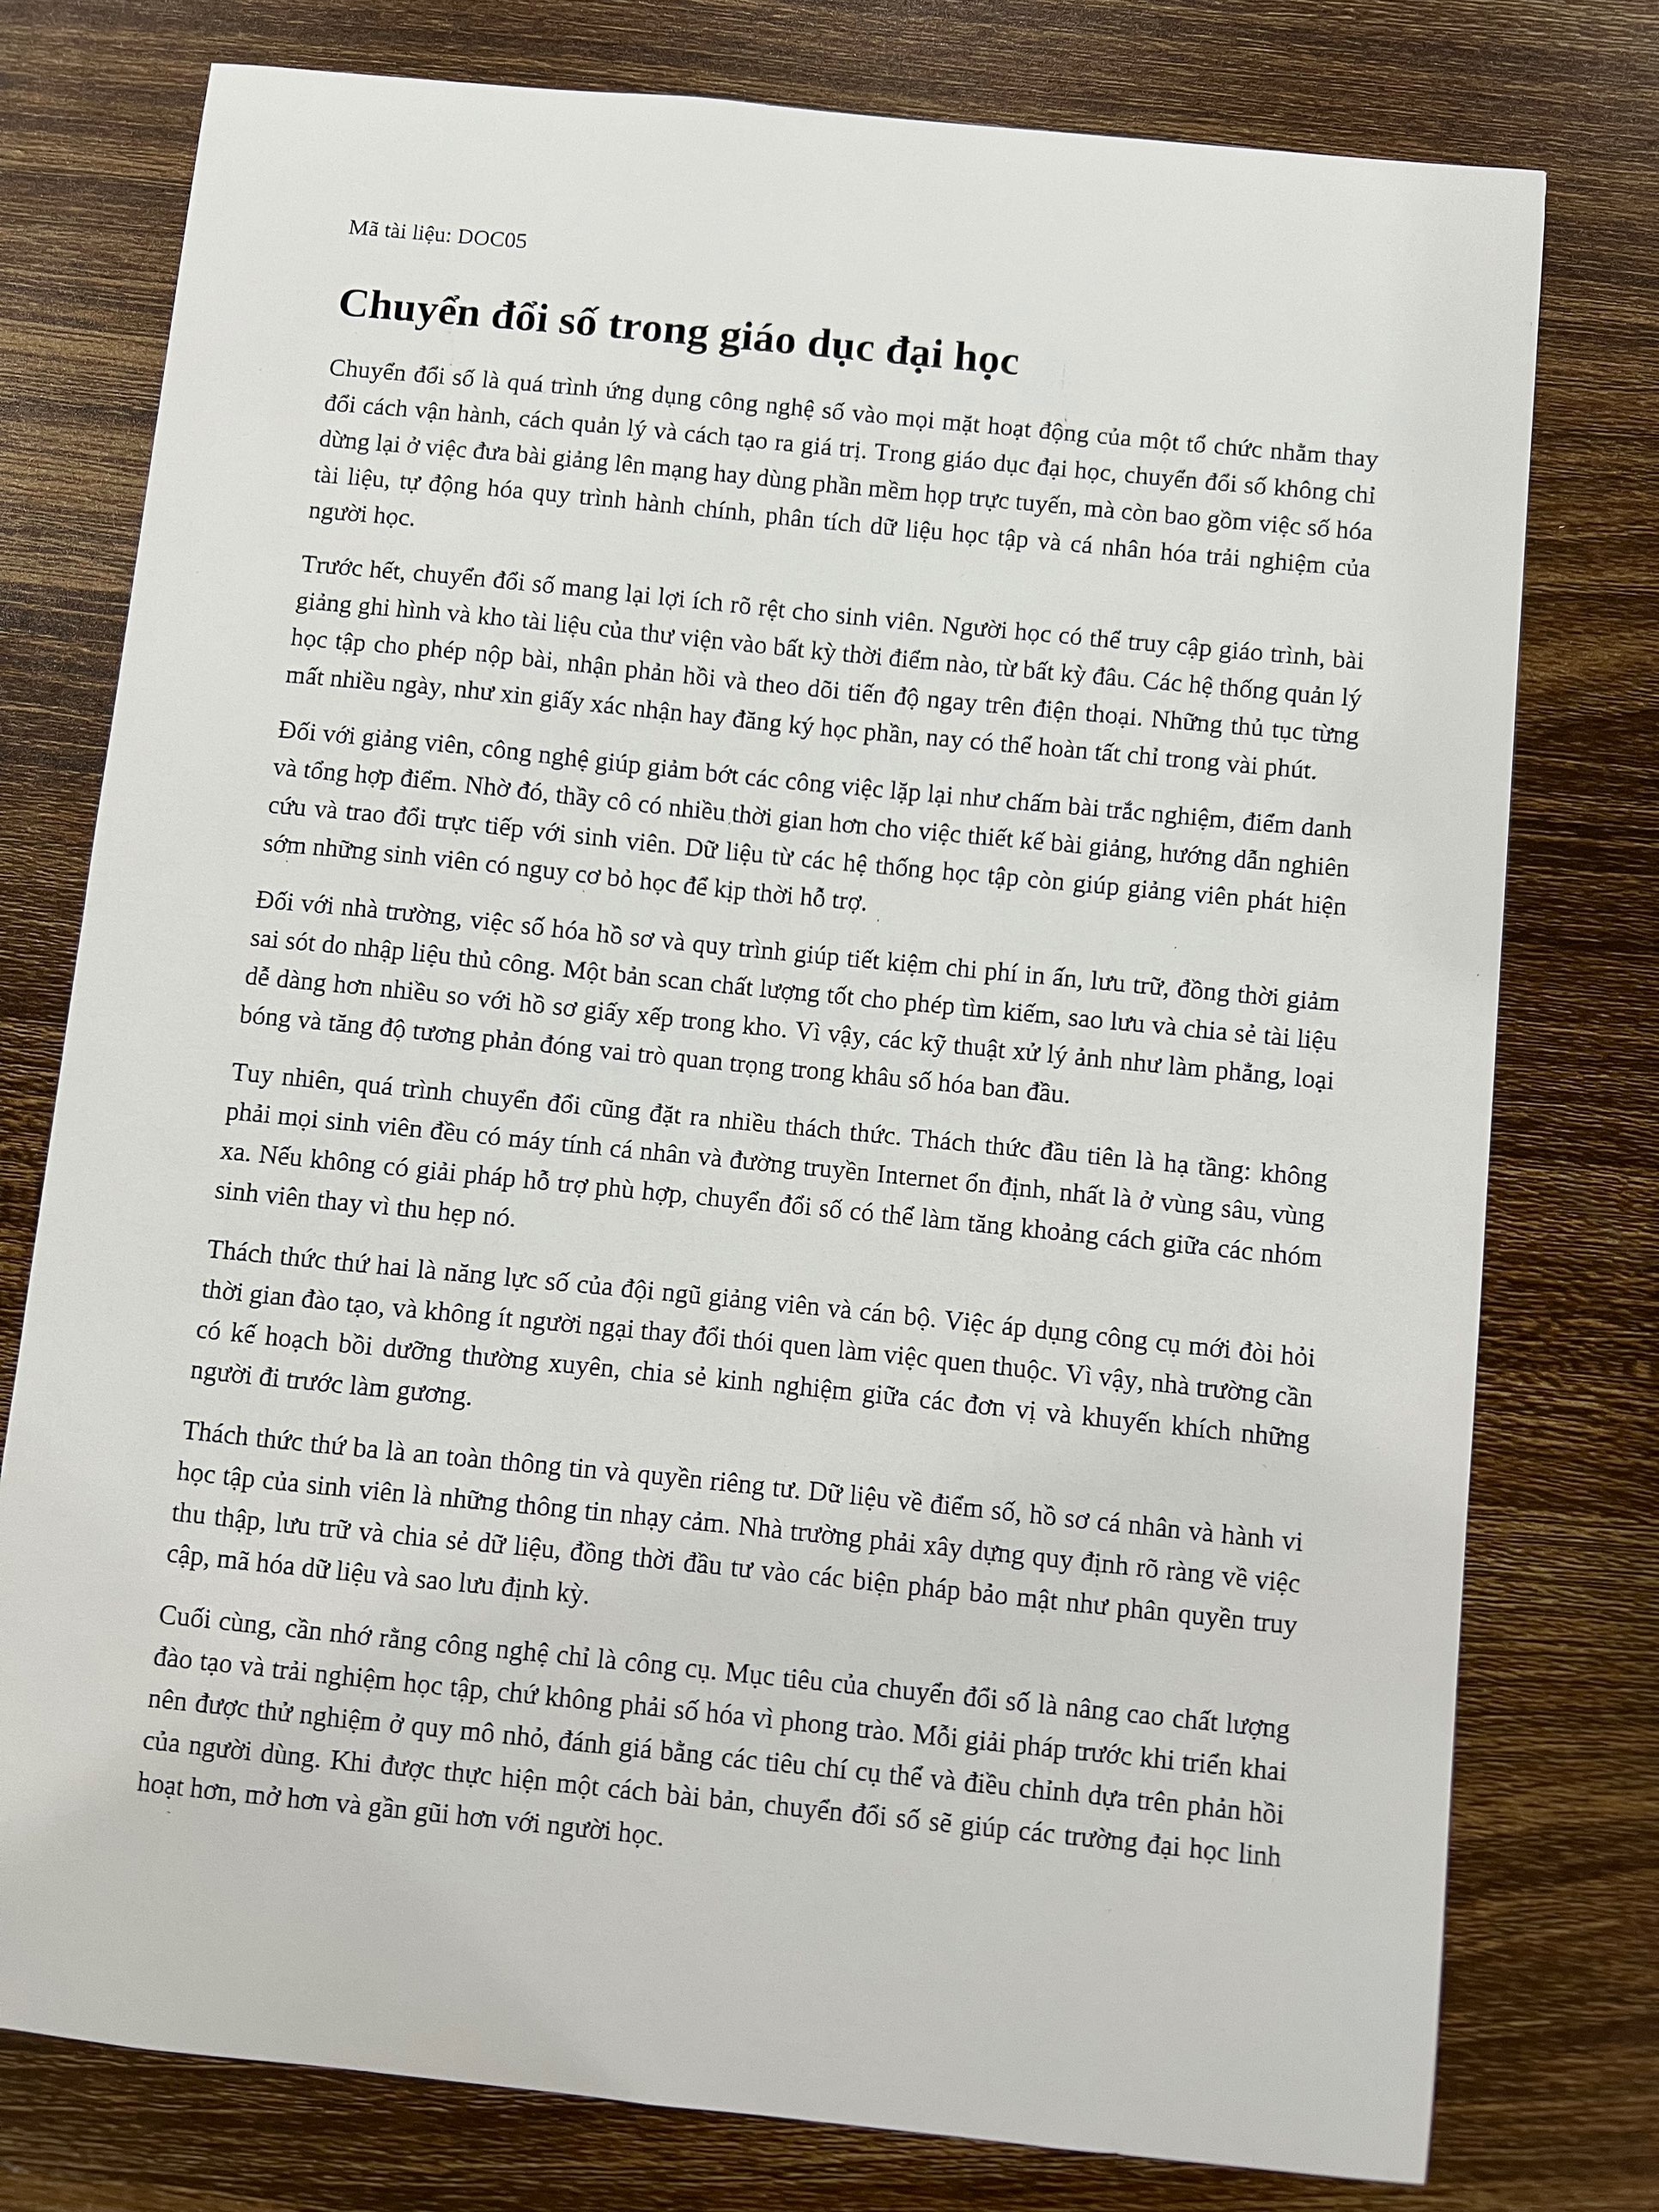 Mã tài liệu: DOC05
Chuyển đổi số trong giáo dục đại học
Chuyển đổi số là quá trình ứng dụng công nghệ số vào mọi mặt hoạt động của một tổ chức nhằm thay
đổi cách vận hành, cách quản lý và cách tạo ra giá trị. Trong giáo dục đại học, chuyển đổi số không chỉ
dừng lại ở việc đưa bài giảng lên mạng hay dùng phần mềm họp trực tuyến, mà còn bao gồm việc số hóa
tài liệu, tự động hóa quy trình hành chính, phân tích dữ liệu học tập và cá nhân hóa trải nghiệm của
người học.
Trước hết, chuyển đổi số mang lại lợi ích rõ rệt cho sinh viên. Người học có thể truy cập giáo trình, bài
giảng ghi hình và kho tài liệu của thư viện vào bất kỳ thời điểm nào, từ bất kỳ đâu. Các hệ thống quản lý
học tập cho phép nộp bài, nhận phản hồi và theo dõi tiến độ ngay trên điện thoại. Những thủ tục từng
mất nhiều ngày, như xin giấy xác nhận hay đăng ký học phần, nay có thể hoàn tất chỉ trong vài phút.
Đối với giảng viên, công nghệ giúp giảm bớt các công việc lặp lại như chấm bài trắc nghiệm, điểm danh
và tổng hợp điểm. Nhờ đó, thầy cô có nhiều thời gian hơn cho việc thiết kế bài giảng, hướng dẫn nghiên
cứu và trao đổi trực tiếp với sinh viên. Dữ liệu từ các hệ thống học tập còn giúp giảng viên phát hiện
sớm những sinh viên có nguy cơ bỏ học để kịp thời hỗ trợ.
Đối với nhà trường, việc số hóa hồ sơ và quy trình giúp tiết kiệm chi phí in ấn, lưu trữ, đồng thời giảm
sai sót do nhập liệu thủ công. Một bản scan chất lượng tốt cho phép tìm kiếm, sao lưu và chia sẻ tài liệu
dễ dàng hơn nhiều so với hồ sơ giấy xếp trong kho. Vì vậy, các kỹ thuật xử lý ảnh như làm phẳng, loại
bóng và tăng độ tương phản đóng vai trò quan trọng trong khâu số hóa ban đầu.
Tuy nhiên, quá trình chuyển đổi cũng đặt ra nhiều thách thức. Thách thức đầu tiên là hạ tầng: không
phải mọi sinh viên đều có máy tính cá nhân và đường truyền Internet ổn định, nhất là ở vùng sâu, vùng
xa. Nếu không có giải pháp hỗ trợ phù hợp, chuyển đổi số có thể làm tăng khoảng cách giữa các nhóm
sinh viên thay vì thu hẹp nó.
Thách thức thứ hai là năng lực số của đội ngũ giảng viên và cán bộ. Việc áp dụng công cụ mới đòi hỏi
thời gian đào tạo, và không ít người ngại thay đổi thói quen làm việc quen thuộc. Vì vậy, nhà trường cần
có kế hoạch bồi dưỡng thường xuyên, chia sẻ kinh nghiệm giữa các đơn vị và khuyến khích những
người đi trước làm gương.
Thách thức thứ ba là an toàn thông tin và quyền riêng tư. Dữ liệu về điểm số, hồ sơ cá nhân và hành vi
học tập của sinh viên là những thông tin nhạy cảm. Nhà trường phải xây dựng quy định rõ ràng về việc
thu thập, lưu trữ và chia sẻ dữ liệu, đồng thời đầu tư vào các biện pháp bảo mật như phân quyền truy
cập, mã hóa dữ liệu và sao lưu định kỳ.
Cuối cùng, cần nhớ rằng công nghệ chỉ là công cụ. Mục tiêu của chuyển đổi số là nâng cao chất lượng
đào tạo và trải nghiệm học tập, chứ không phải số hóa vì phong trào. Mỗi giải pháp trước khi triển khai
nên được thử nghiệm ở quy mô nhỏ, đánh giá bằng các tiêu chí cụ thể và điều chỉnh dựa trên phản hồi
của người dùng. Khi được thực hiện một cách bài bản, chuyển đổi số sẽ giúp các trường đại học linh
hoạt hơn, mở hơn và gần gũi hơn với người học.